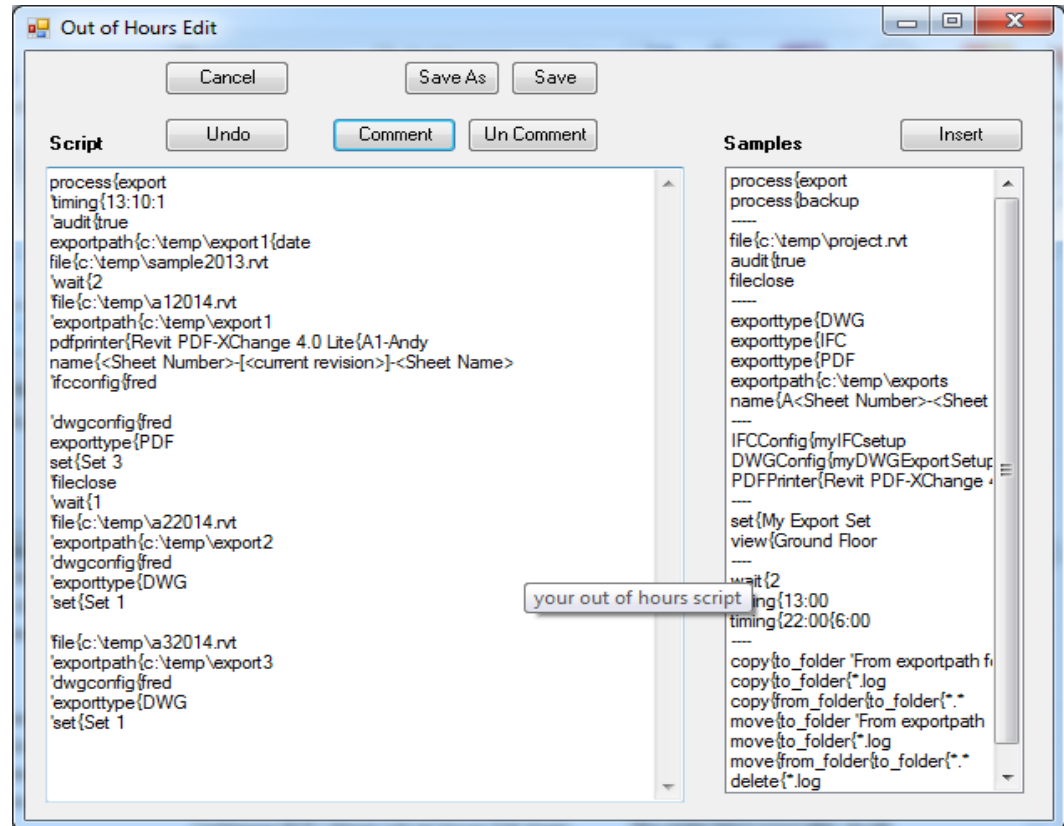 Out of Hours Edit
Cancel
Save As
Save
Script
Undo
Comment
Un Comment
Samples
Insert
process{export
'timing{13:10:1
'audit{true
exportpath{c:\temp\export1{date
file{c:\temp\sample2013.rvt
'wait{2
'file{c:\temp\a12014.rvt
'exportpath{c:\temp\export1
pdfprinter{Revit PDF-XChange 4.0 Lite{A1-Andy
name{<Sheet Number>-[<current revision>]-<Sheet Name>
'ifcconfig{fred

'dwgconfig{fred
exporttype{PDF
set{Set 3
'fileclose
'wait{1
'file{c:\temp\a22014.rvt
'exportpath{c:\temp\export2
'dwgconfig{fred
'exporttype{DWG
'set{Set 1

'file{c:\temp\a32014.rvt
'exportpath{c:\temp\export3
'dwgconfig{fred
'exporttype{DWG
'set{Set 1
your out of hours script
process{export
process{backup
-----
file{c:\temp\project.rvt
audit{true
fileclose
-----
exporttype{DWG
exporttype{IFC
exporttype{PDF
exportpath{c:\temp\exports
name{A<Sheet Number>-<Sheet
----
IFCConfig{myIFCsetup
DWGConfig{myDWGExportSetup
PDFPrinter{Revit PDF-XChange
----
set{My Export Set
view{Ground Floor
----
wait{2
ing{13:00
timing{22:00{6:00
----
copy{to_folder 'From exportpath
copy{to_folder{*.log
copy{from_folder{to_folder{*.*
move{to_folder 'From exportpath
move{to_folder{*.log
move{from_folder{to_folder{*.*
delete{*.log